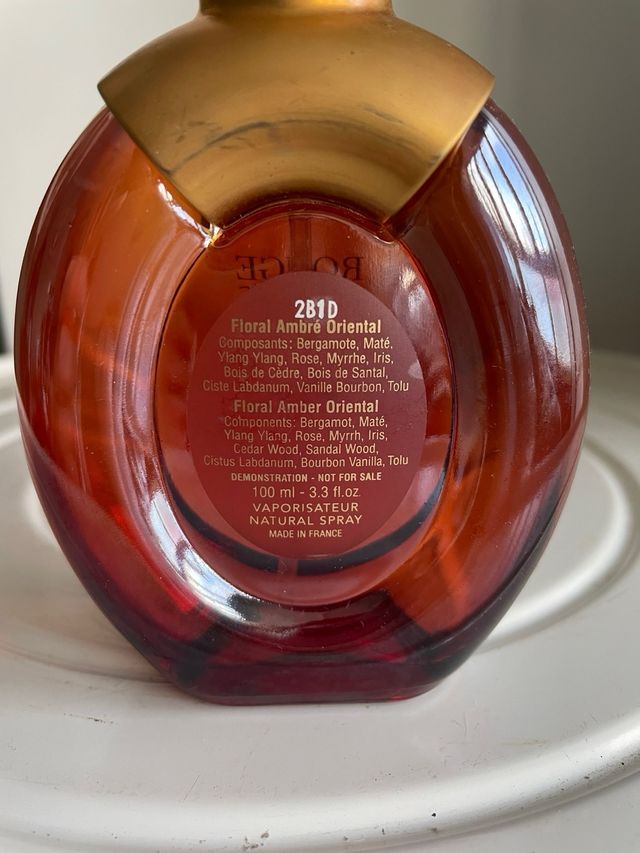 ROUGE
2B1D
Floral Ambré Oriental
Composants: Bergamote, Maté,
Ylang Ylang, Rose, Myrrhe, Iris,
Bois de Cèdre, Bois de Santal,
Ciste Labdanum, Vanille Bourbon, Tolu
Floral Amber Oriental
Components: Bergamot, Maté,
Ylang Ylang, Rose, Myrrh, Iris,
Cedar Wood, Sandal Wood,
Cistus Labdanum, Bourbon Vanilla, Tolu
DEMONSTRATION - NOT FOR SALE
100 ml - 3.3 fl.oz.
VAPORISATEUR
NATURAL SPRAY
MADE IN FRANCE